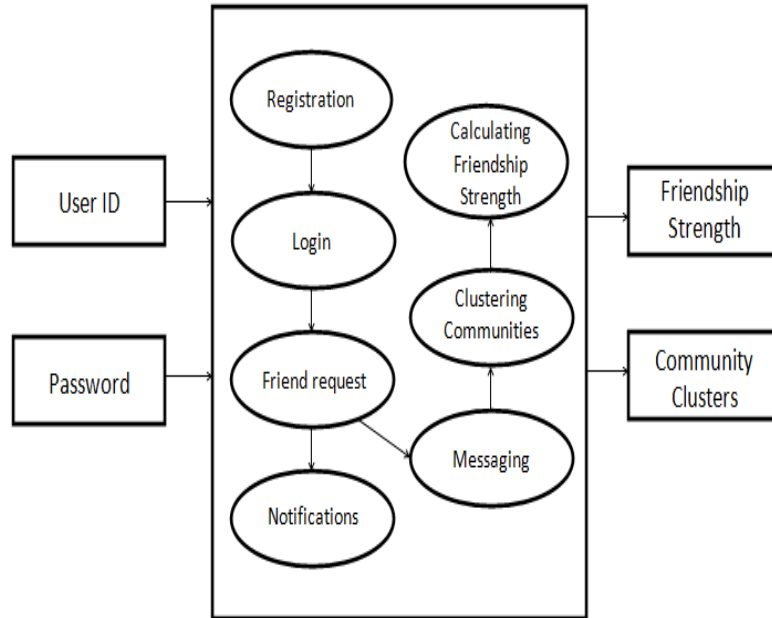 User ID
Password
Registration
Login
Friend request
Notifications
Calculating
Friendship
Strength
Clustering
Communities
Messaging
Friendship
Strength
Community
Clusters